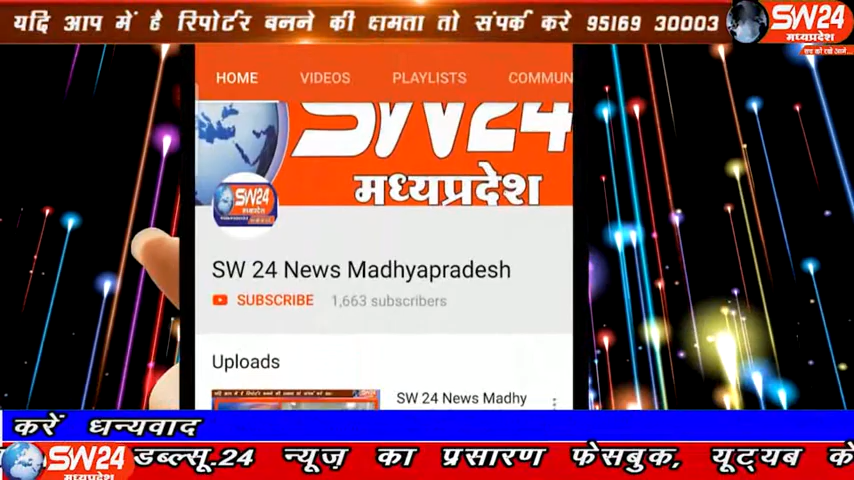 यदि आप में है रिपोर्टर बनने की क्षमता तो संपर्क करे 95169 30003
SW24
मध्यप्रदेश
HOME VIDEOS PLAYLISTS COMMUN
SW24
मध्यप्रदेश
SW24
SW 24 News Madhyapradesh
SUBSCRIBE 1,663 subscribers
Uploads
SW 24 News Madhy
करें धन्यवाद
SW24
मध्यप्रदेश
डब्ल्सू.24 न्यूज़ का प्रसारण फेसबुक, यूट्यब के